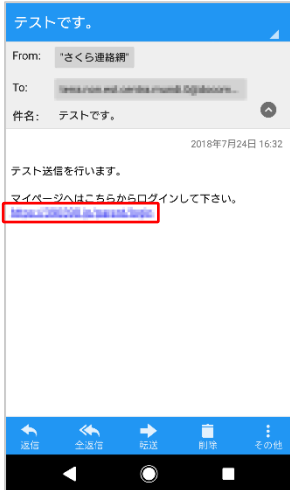 テストです。
From: "さくら連絡網"
To:
件名: テストです。
2018年7月24日 16:32
テスト送信を行います。
マイページへはこちらからログインして下さい。
返信 全返信 転送 削除 その他